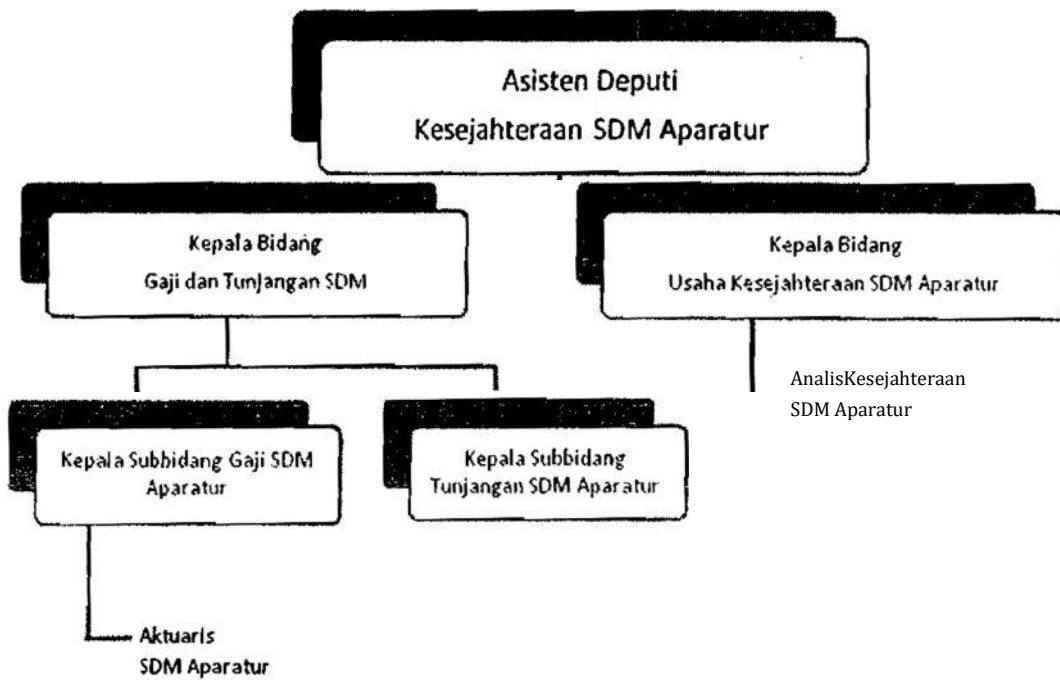 Asisten Deputi
Kesejahteraan SDM Aparatur
Kepala Bidang
Gaji dan Tunjangan SDM
Kepala Bidang
Usaha Kesejahteraan SDM Aparatur
AnalisKesejahteraan
SDM Aparatur
Kepala Subbidang Gaji SDM
Aparatur
Kepala Subbidang
Tunjangan SDM Aparatur
Aktuaris
SDM Aparatur